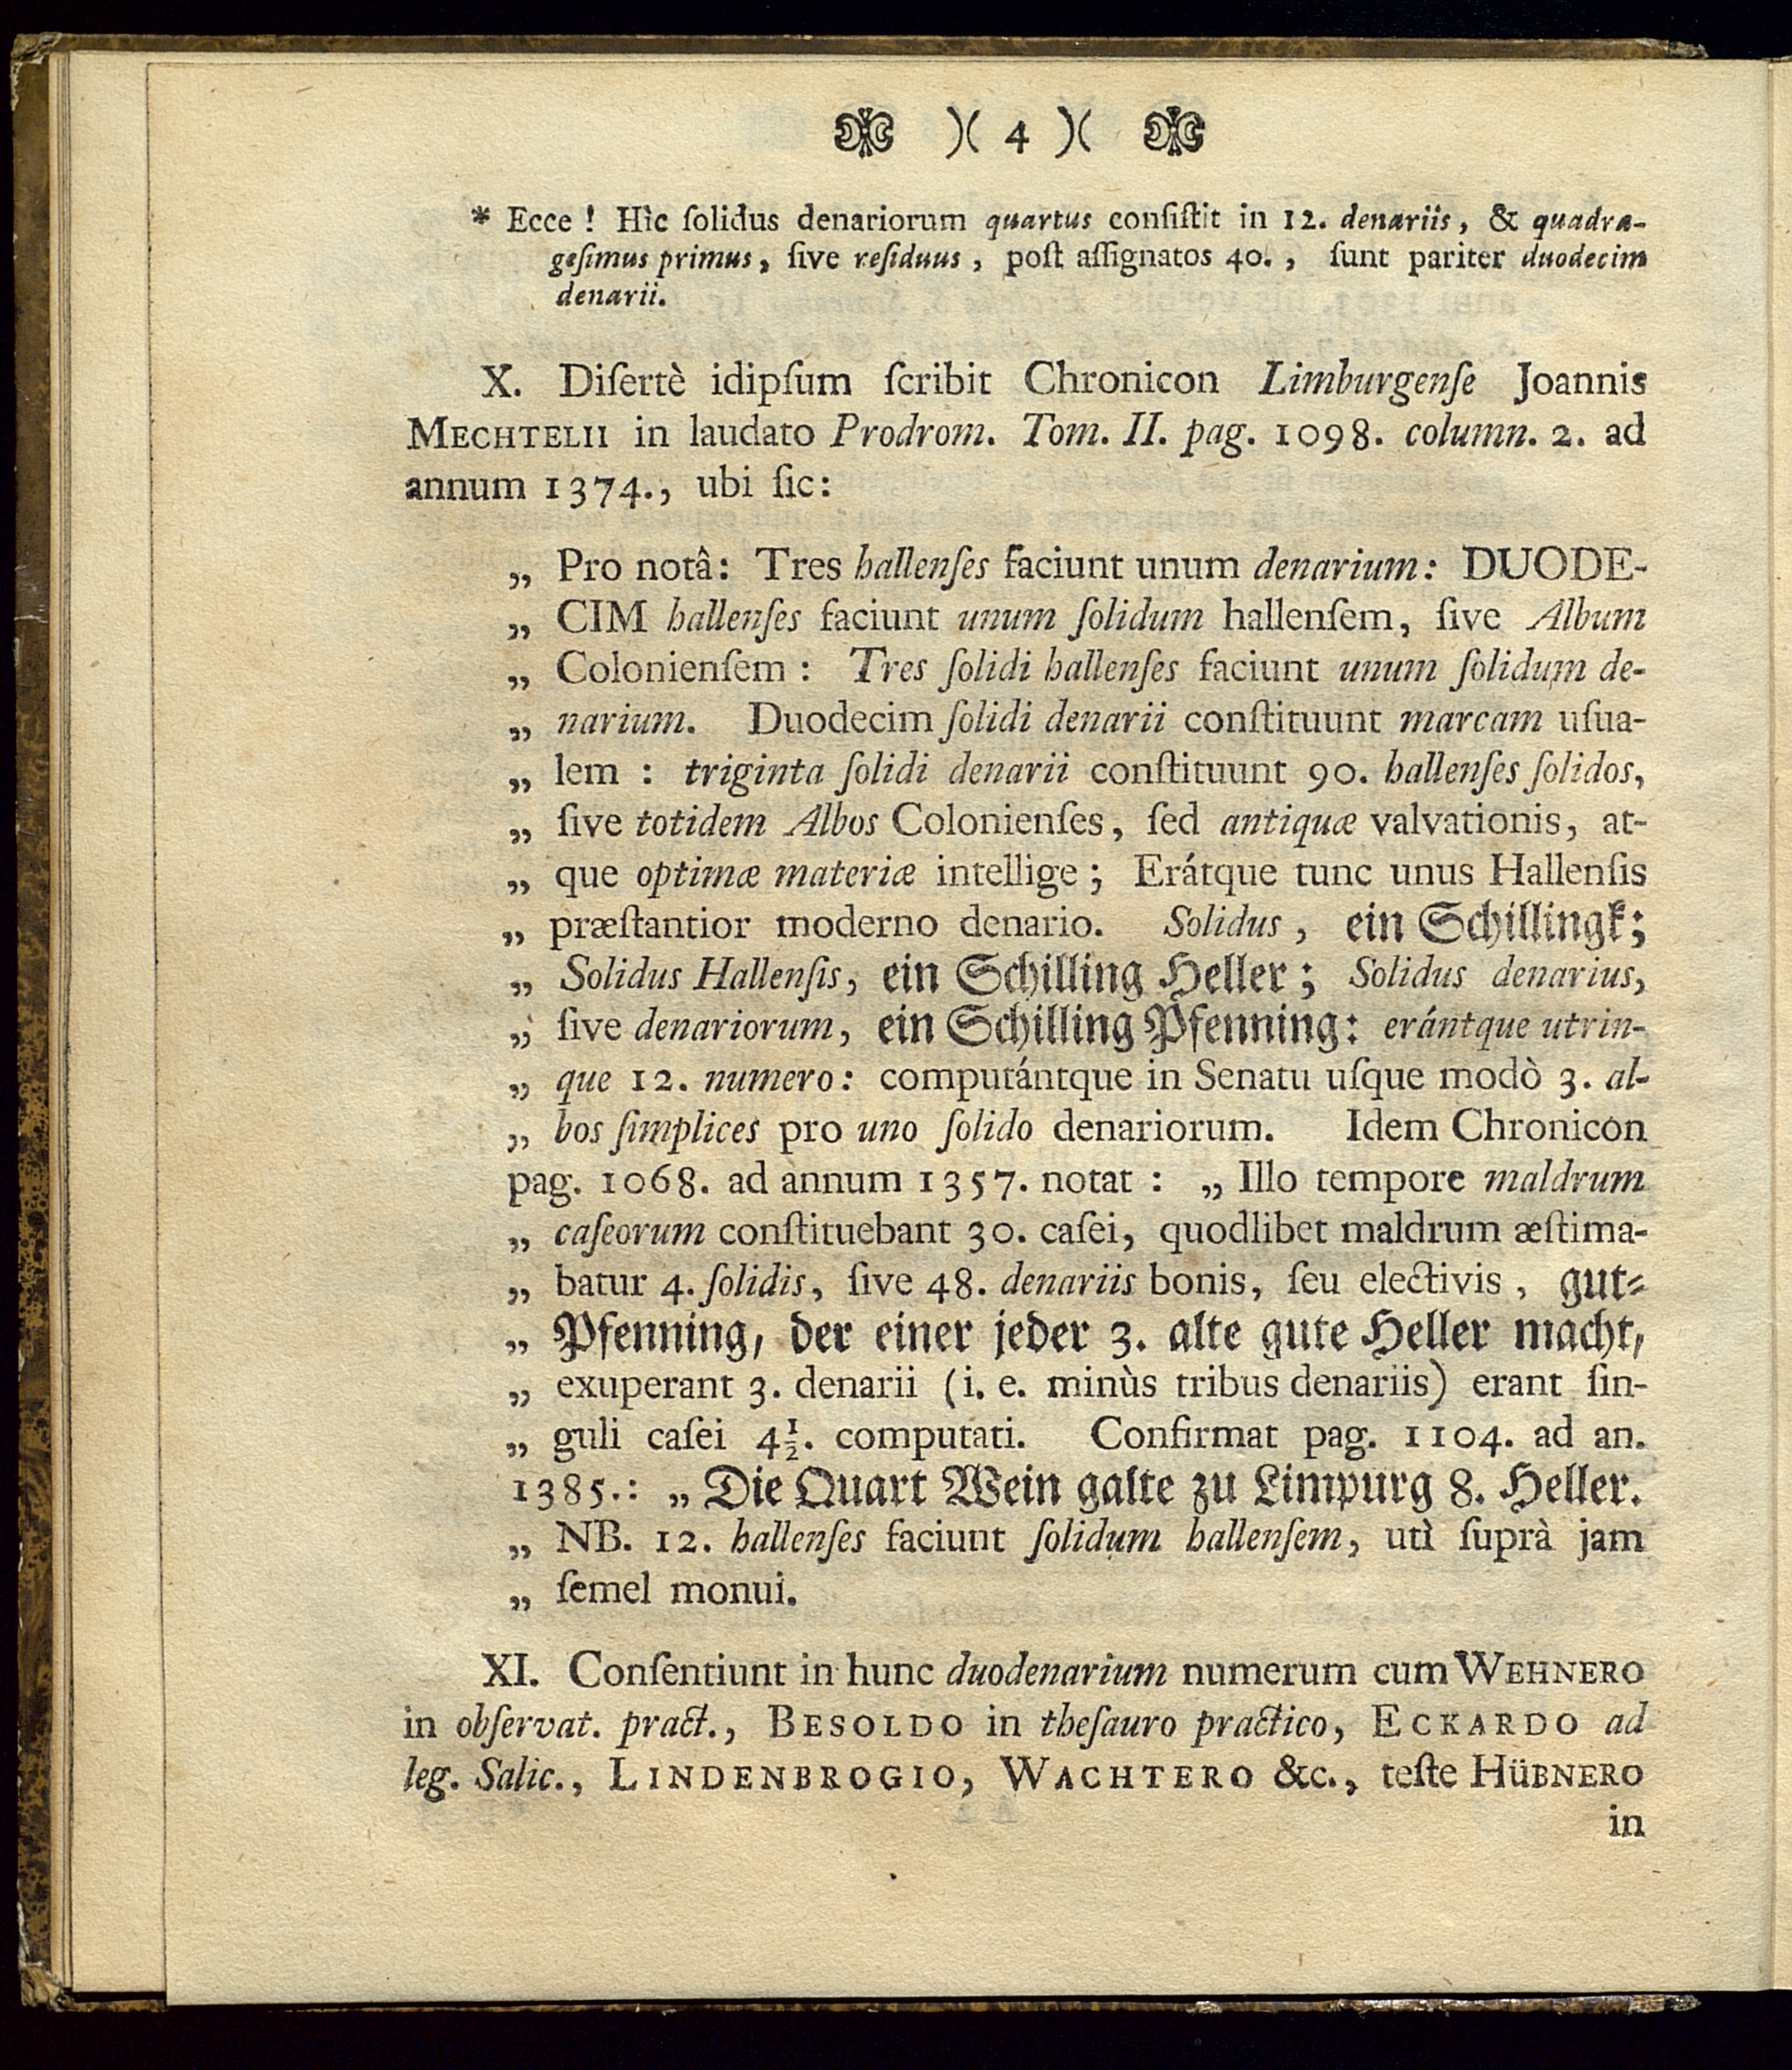 )( 4 )(
* Ecce ! Hìc ſolidus denariorum quartus conſiſtit in 12. denariis, & quadra-
geſimus primus, ſive reſiduus, poſt aſſignatos 40., ſunt pariter duodecim
denarii.
X. Diſertè idipſum ſcribit Chronicon Limburgenſe Joannis
MECHTELII in laudato Prodrom. Tom. II. pag. 1098. column. 2. ad
annum 1374., ubi ſic:
„ Pro notâ: Tres hallenſes faciunt unum denarium: DUODE-
„ CIM hallenſes faciunt unum ſolidum hallenſem, ſive Album
„ Colonienſem : Tres ſolidi hallenſes faciunt unum ſolidum de-
„ narium. Duodecim ſolidi denarii conſtituunt marcam uſua-
„ lem : triginta ſolidi denarii conſtituunt 90. hallenſes ſolidos,
„ ſive totidem Albos Colonienſes, ſed antiquæ valvationis, at-
„ que optimæ materiæ intellige ; Erátque tunc unus Hallenſis
„ præſtantior moderno denario. Solidus, ein Schillingk;
„ Solidus Hallenſis, ein Schilling Heller; Solidus denarius,
„ ſive denariorum, ein Schilling Pfenning: erántque utrin-
„ que 12. numero: computántque in Senatu uſque modò 3. al-
„ bos ſimplices pro uno ſolido denariorum. Idem Chronicon
pag. 1068. ad annum 1357. notat : „ Illo tempore maldrum
„ caſeorum conſtituebant 30. caſei, quodlibet maldrum æſtima-
„ batur 4. ſolidis, ſive 48. denariis bonis, ſeu electivis, gut-
„ Pfenning, der einer jeder 3. alte gute Heller macht,
„ exuperant 3. denarii (i. e. minùs tribus denariis) erant ſin-
„ guli caſei 4½. computati. Confirmat pag. 1104. ad an.
1385.: „ Die Quart Wein galte zu Limpurg 8. Heller.
„ NB. 12. hallenſes faciunt ſolidum hallenſem, utì ſuprà jam
„ ſemel monui.
XI. Conſentiunt in hunc duodenarium numerum cum WEHNERO
in obſervat. pract., BESOLDO in theſauro practico, ECKARDO ad
leg. Salic., LINDENBROGIO, WACHTERO &c., teſte HüBNERO
in